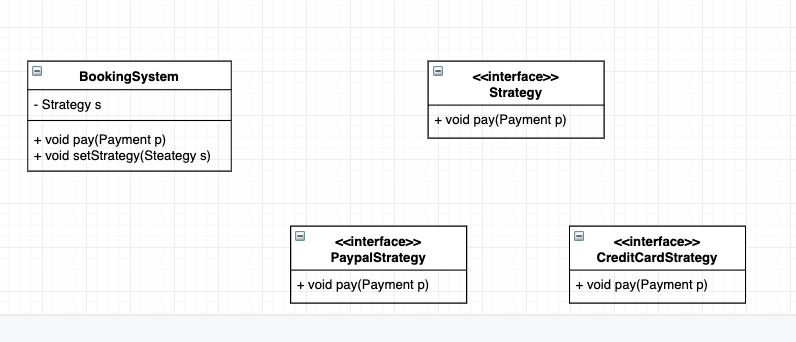 BookingSystem
- Strategy s
+ void pay(Payment p)
+ void setStrategy(Steategy s)
<<interface>>
Strategy
+ void pay(Payment p)
<<interface>>
PaypalStrategy
+ void pay(Payment p)
<<interface>>
CreditCardStrategy
+ void pay(Payment p)